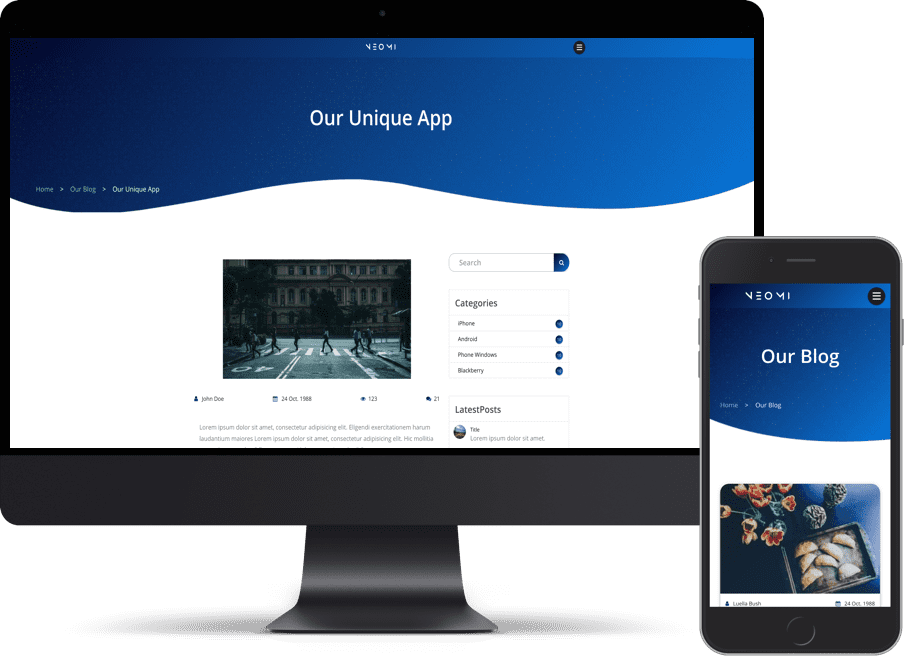 NEOMI
Our Unique App
Home > Our Blog > Our Unique App
Search
Categories
iPhone
Android
Phone Windows
Blackberry
John Doe 24 Oct. 1988 123 21
LatestPosts
Title
Lorem ipsum dolor sit amet.
Lorem ipsum dolor sit amet, consectetur adipisicing elit. Eligendi exercitationem harum
laudantium maiores Lorem ipsum dolor sit amet, consectetur adipisicing elit. Hic mollitia
NEOMI
Our Blog
Home > Our Blog
Luella Bush 24 Oct. 1988